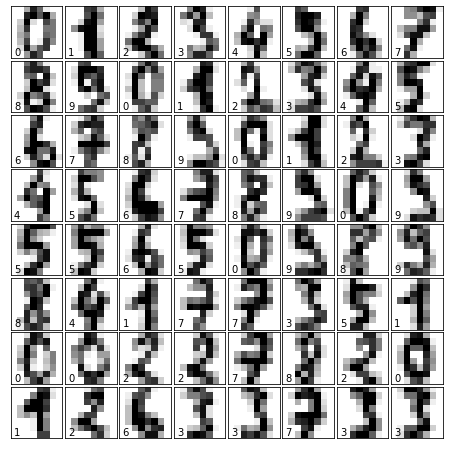 0 1 2 3 4 5 6 7
8 9 0 1 2 3 4 5
6 7 8 9 0 1 2 3
4 5 6 7 8 9 0 9
5 5 6 5 0 9 8 9
8 4 1 7 7 3 5 1
0 0 2 2 7 8 2 0
1 2 6 3 3 7 3 3